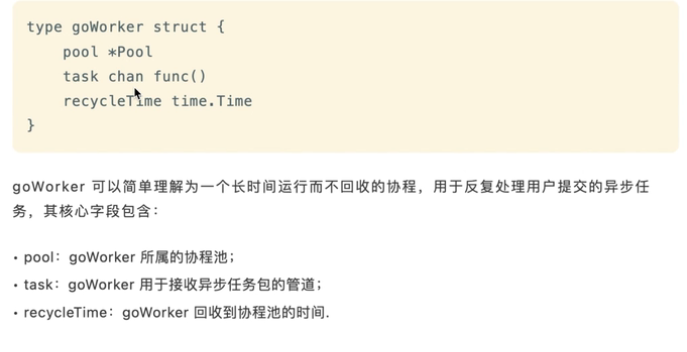 type goWorker struct {
    pool *Pool
    task chan func()
    recycleTime time.Time
}
goWorker 可以简单理解为一个长时间运行而不回收的协程，用于反复处理用户提交的异步任
务，其核心字段包含：
• pool：goWorker 所属的协程池；
• task：goWorker 用于接收异步任务包的管道；
• recycleTime：goWorker 回收到协程池的时间.